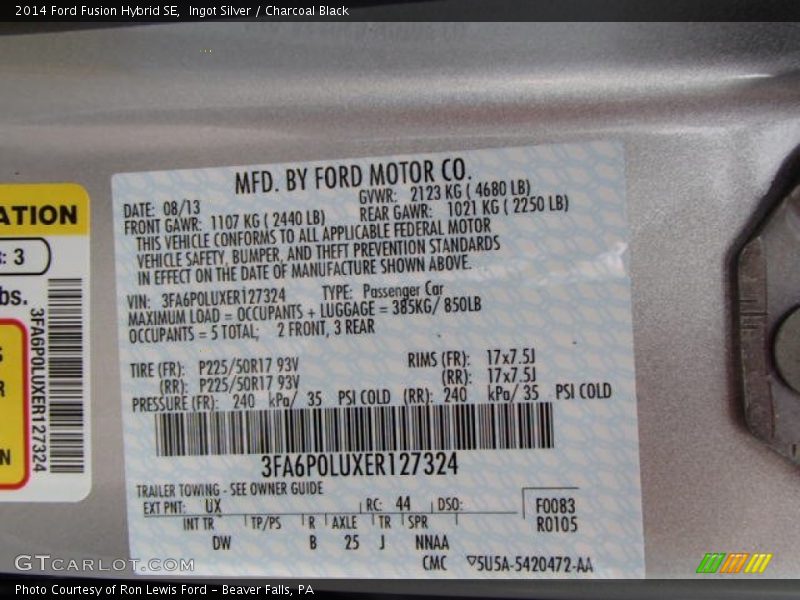 2014 Ford Fusion Hybrid SE,  Ingot Silver / Charcoal Black
MFD. BY FORD MOTOR CO.
DATE: 08/13
GVWR: 2123 KG ( 4680 LB)
FRONT GAWR: 1107 KG ( 2440 LB)
REAR GAWR: 1021 KG ( 2250 LB)
THIS VEHICLE CONFORMS TO ALL APPLICABLE FEDERAL MOTOR
VEHICLE SAFETY, BUMPER, AND THEFT PREVENTION STANDARDS
IN EFFECT ON THE DATE OF MANUFACTURE SHOWN ABOVE.
VIN: 3FA6P0LUXER127324 TYPE: Passenger Car
MAXIMUM LOAD = OCCUPANTS + LUGGAGE = 385KG/ 850LB
OCCUPANTS = 5 TOTAL; 2 FRONT, 3 REAR
TIRE (FR): P225/50R17 93V RIMS (FR): 17x7.5J
(RR): P225/50R17 93V (RR): 17x7.5J
PRESSURE (FR): 240 kPa/ 35 PSI COLD (RR): 240 kPa/ 35 PSI COLD
3FA6P0LUXER127324
TRAILER TOWING - SEE OWNER GUIDE
EXT PNT: UX RC: 44 DSO:
F0083
R0105
INT TR TP/PS R AXLE TR SPR
DW B 25 J NNAA
CMC 5U5A-5420472-AA
ATION
: 3
bs.
3FA6P0LUXER127324
S
R
N
GTCARLOT.COM
Photo Courtesy of Ron Lewis Ford - Beaver Falls, PA